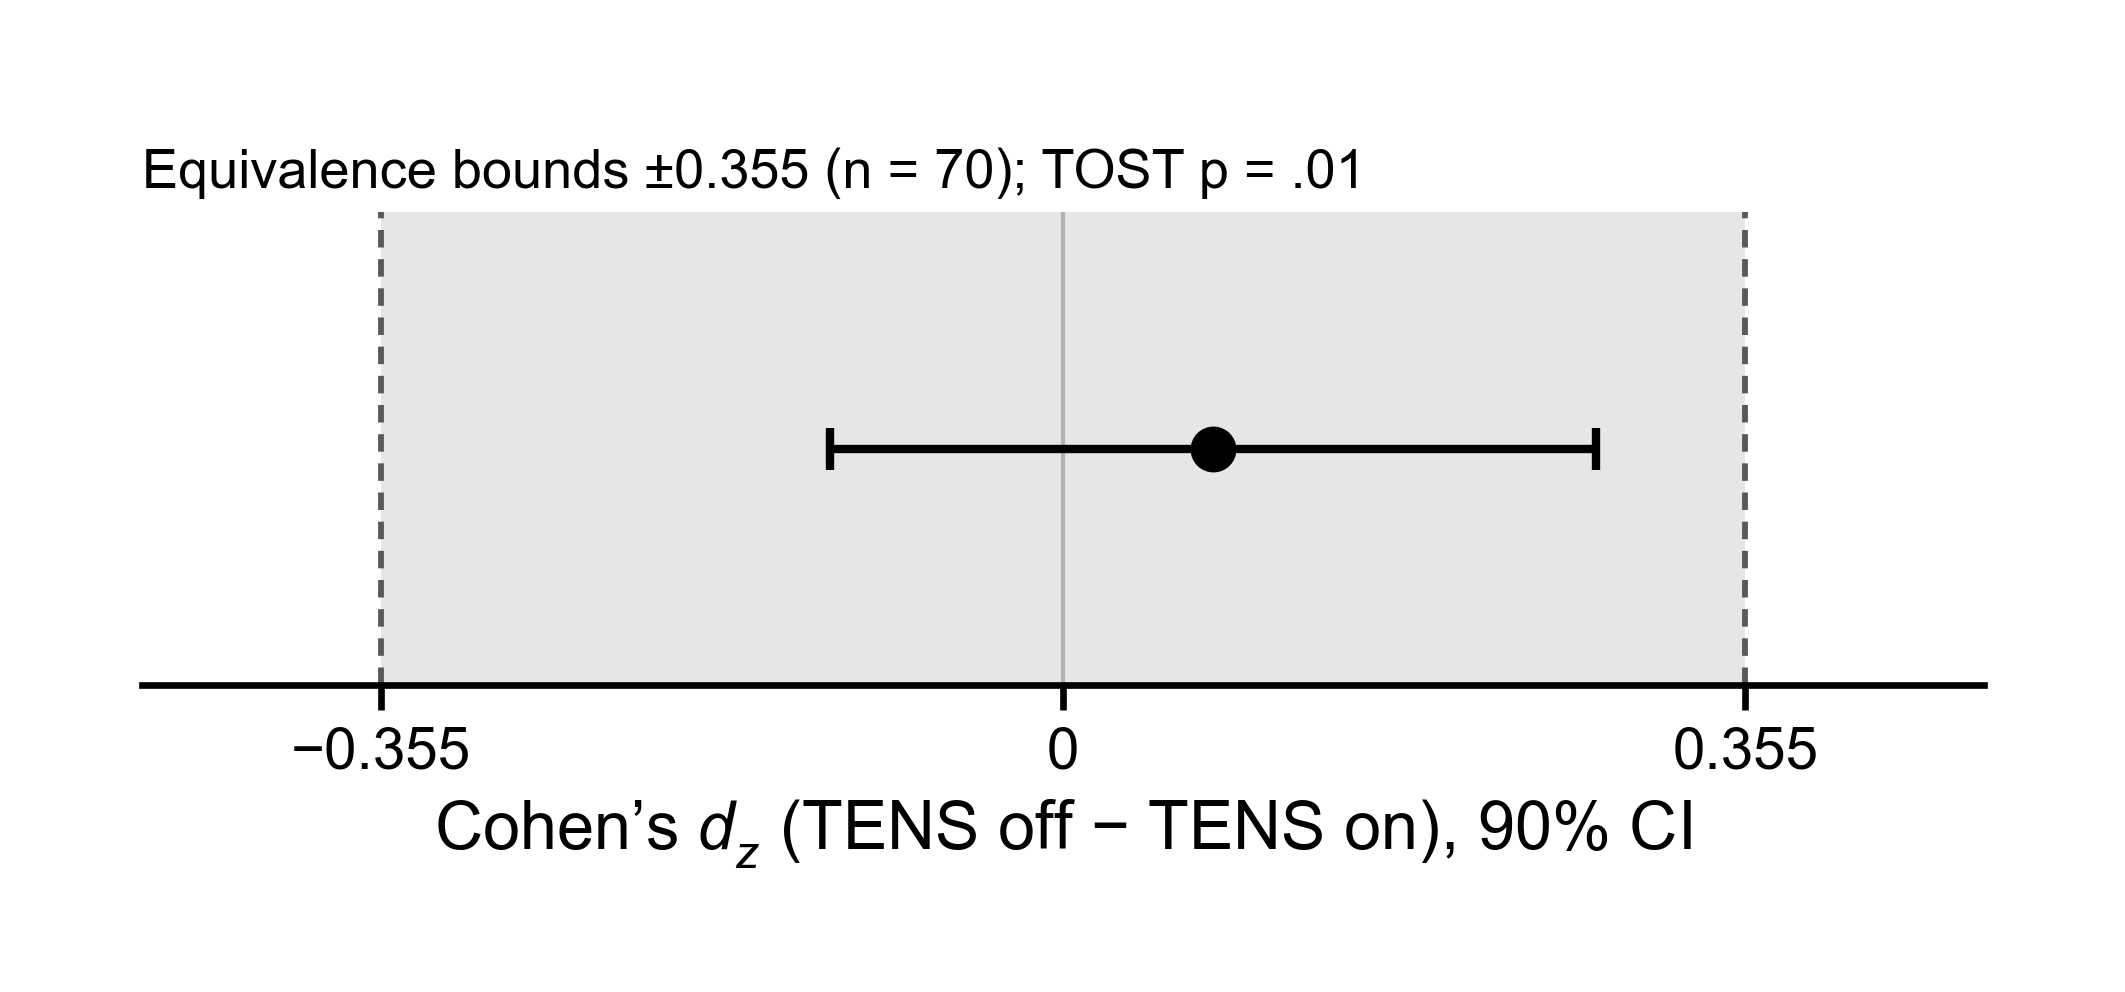 Equivalence bounds ±0.355 (n = 70); TOST p = .01
−0.355 0 0.355
Cohen’s dz (TENS off − TENS on), 90% CI